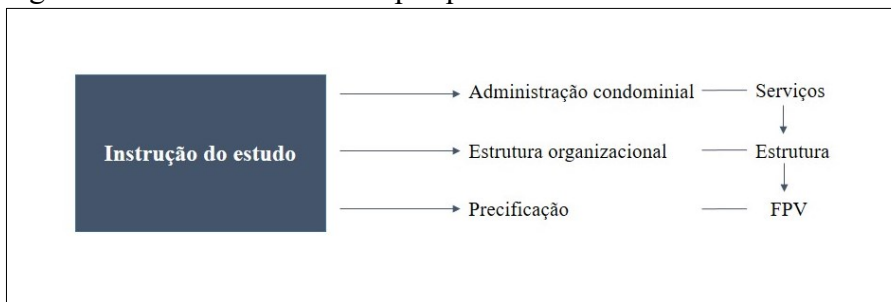 Instrução do estudo
Administração condominial Serviços
Estrutura organizacional Estrutura
Precificação FPV